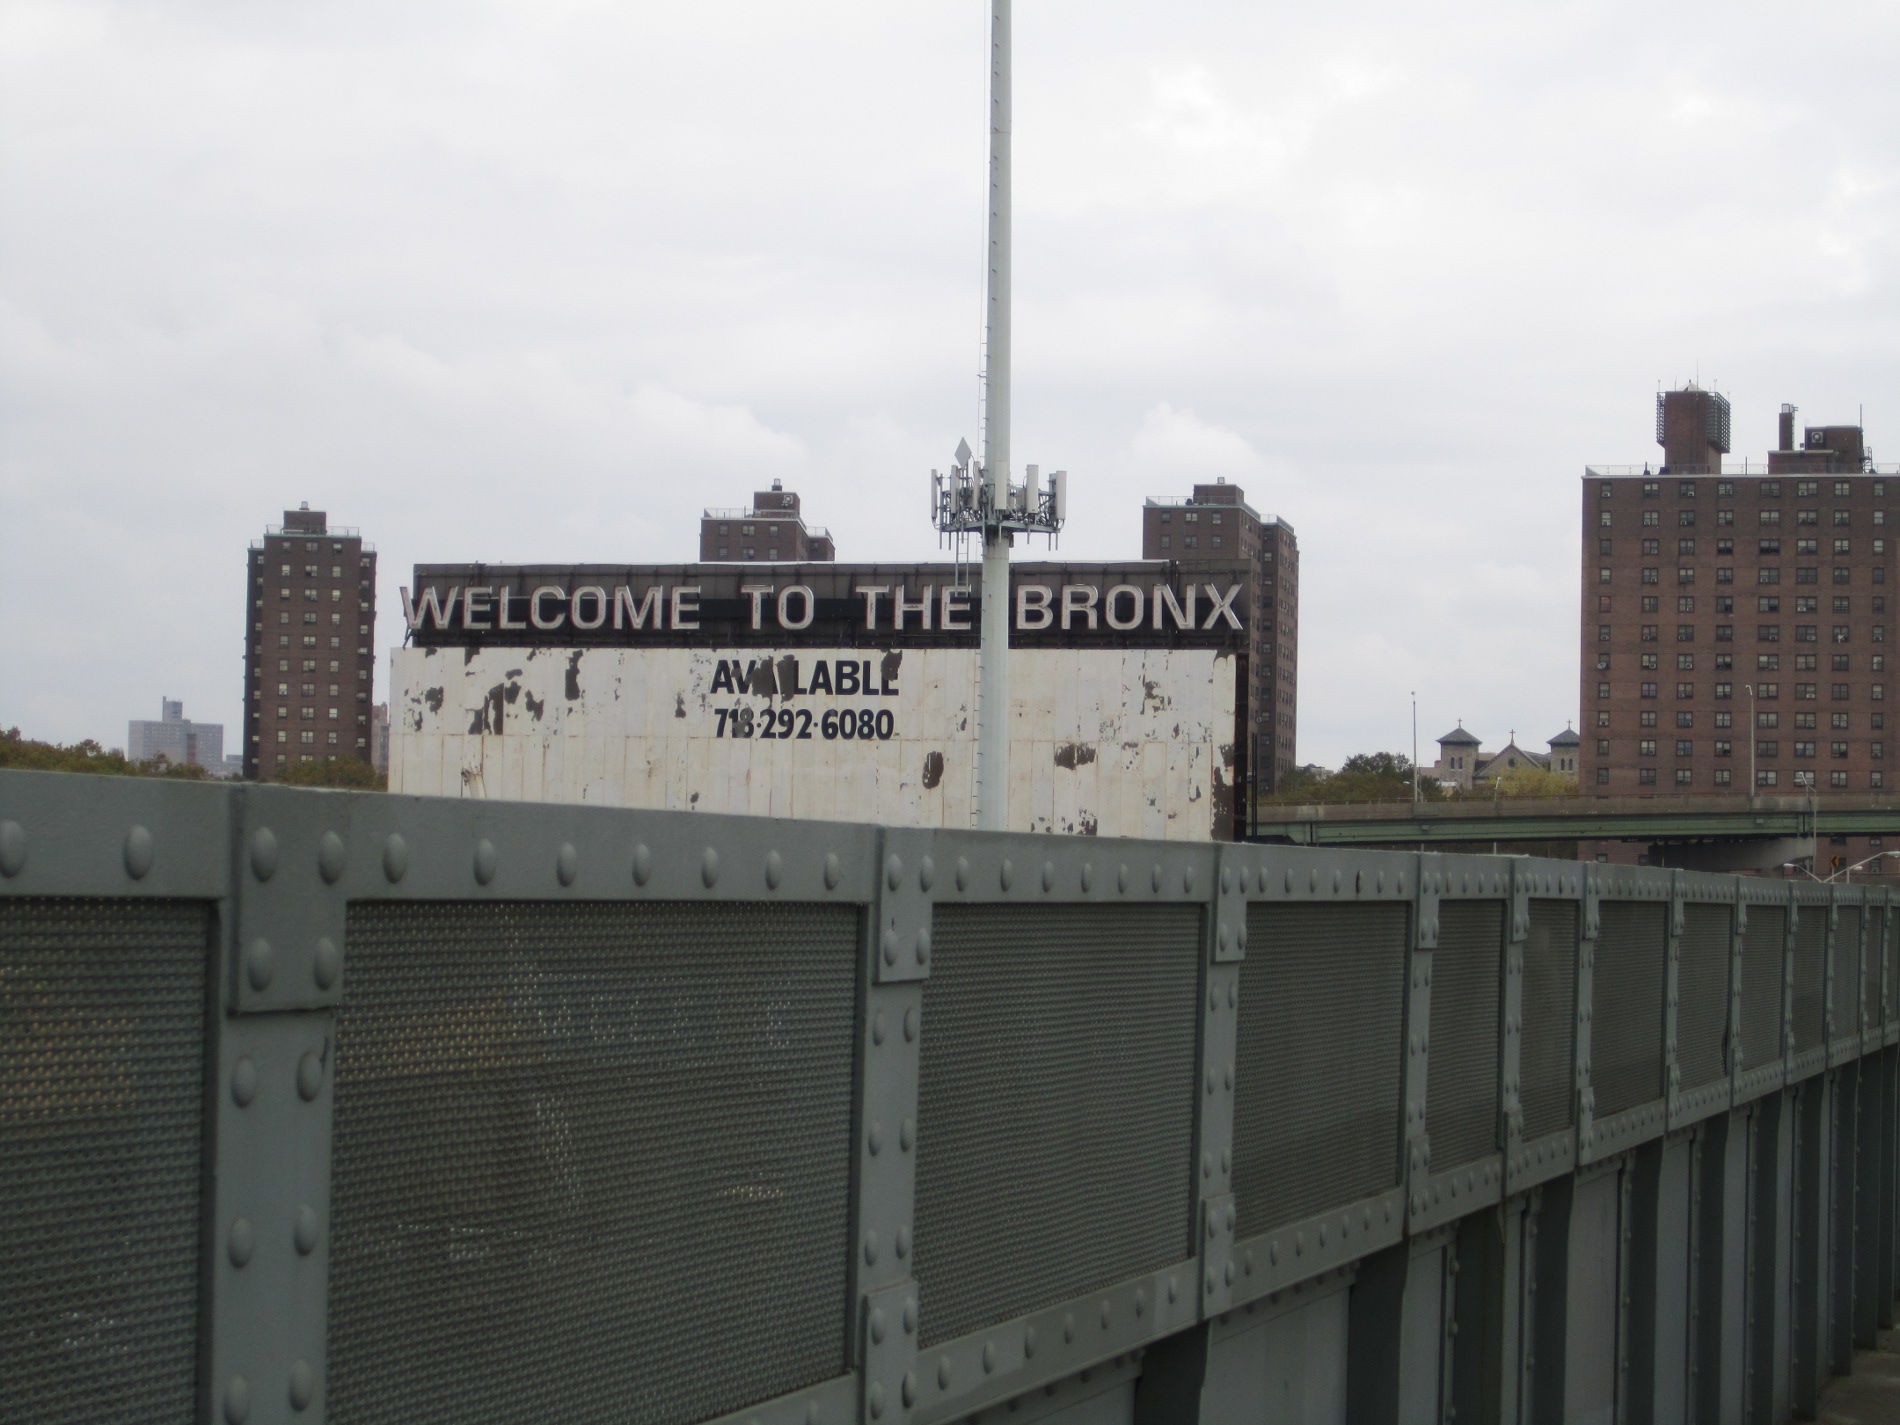 WELCOME TO THE BRONX
AVAILABLE
718·292·6080